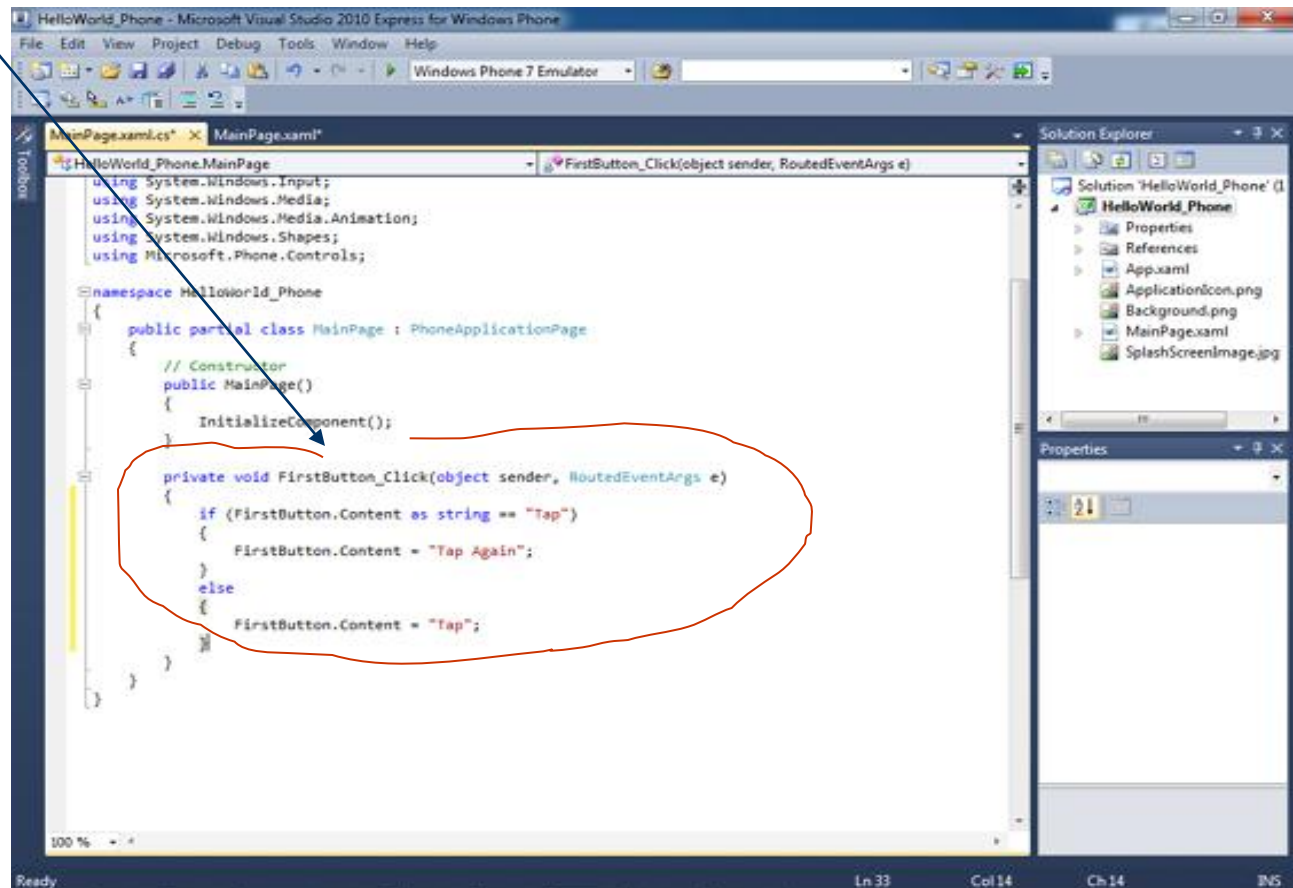 HelloWorld_Phone - Microsoft Visual Studio 2010 Express for Windows Phone
File Edit View Project Debug Tools Window Help
Windows Phone 7 Emulator
MainPage.xaml.cs* MainPage.xaml*
Toolbox
HelloWorld_Phone.MainPage
FirstButton_Click(object sender, RoutedEventArgs e)
using System.Windows.Input;
using System.Windows.Media;
using System.Windows.Media.Animation;
using System.Windows.Shapes;
using Microsoft.Phone.Controls;
namespace HelloWorld_Phone
{
public partial class MainPage : PhoneApplicationPage
{
// Constructor
public MainPage()
{
InitializeComponent();
}
private void FirstButton_Click(object sender, RoutedEventArgs e)
{
if (FirstButton.Content as string == "Tap")
{
FirstButton.Content = "Tap Again";
}
else
{
FirstButton.Content = "Tap";
}
}
}
}
100 %
Solution Explorer
Solution 'HelloWorld_Phone' (1
HelloWorld_Phone
Properties
References
App.xaml
ApplicationIcon.png
Background.png
MainPage.xaml
SplashScreenImage.jpg
Properties
Ready Ln 33 Col 14 Ch 14 INS